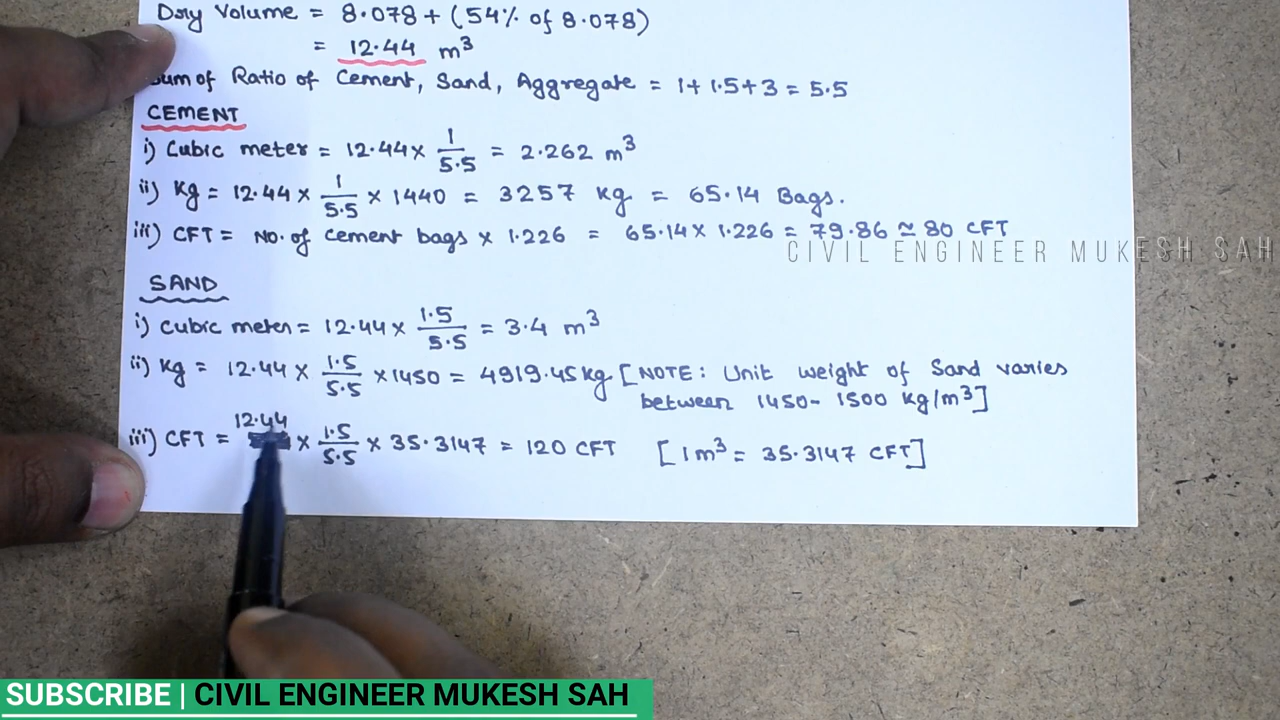 Dry Volume = 8.078 + (54% of 8.078)
= 12.44 m³
Sum of Ratio of Cement, Sand, Aggregate = 1 + 1.5 + 3 = 5.5
CEMENT
i) Cubic meter = 12.44 × 1/5.5 = 2.262 m³
ii) Kg = 12.44 × 1/5.5 × 1440 = 3257 Kg = 65.14 Bags.
iii) CFT = No. of cement bags × 1.226 = 65.14 × 1.226 = 79.86 ≃ 80 CFT
CIVIL ENGINEER MUKESH SAH
SAND
i) Cubic meter = 12.44 × 1.5/5.5 = 3.4 m³
ii) Kg = 12.44 × 1.5/5.5 × 1450 = 4919.45 kg [NOTE: Unit weight of Sand varies
between 1450- 1500 Kg/m³]
iii) CFT = 12.44 × 1.5/5.5 × 35.3147 = 120 CFT [1 m³ = 35.3147 CFT]
SUBSCRIBE | CIVIL ENGINEER MUKESH SAH